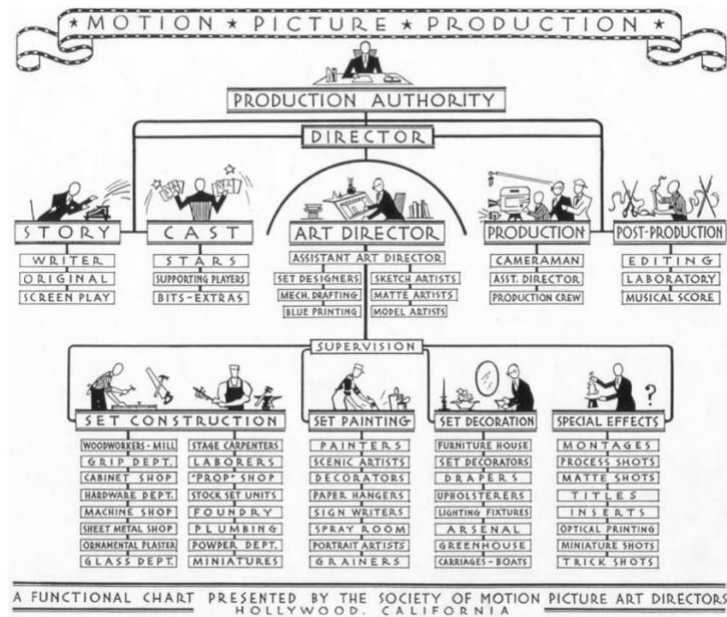 MOTION ★ PICTURE ★ PRODUCTION
PRODUCTION AUTHORITY
DIRECTOR
STORY
WRITER
ORIGINAL
SCREEN PLAY
CAST
STARS
SUPPORTING PLAYERS
BITS-EXTRAS
ART DIRECTOR
ASSISTANT ART DIRECTOR
SET DESIGNERS
MECH. DRAFTING
BLUE PRINTING
SKETCH ARTISTS
MATTE ARTISTS
MODEL ARTISTS
PRODUCTION
CAMERAMAN
ASST. DIRECTOR
PRODUCTION CREW
POST-PRODUCTION
EDITING
LABORATORY
MUSICAL SCORE
SUPERVISION
SET CONSTRUCTION
WOODWORKERS-MILL
GRIP DEPT.
CABINET SHOP
HARDWARE DEPT.
MACHINE SHOP
SHEET METAL SHOP
ORNAMENTAL PLASTER
GLASS DEPT.
STAGE CARPENTERS
LABORERS
"PROP" SHOP
STOCK SET UNITS
FOUNDRY
PLUMBING
POWDER DEPT.
MINIATURES
SET PAINTING
PAINTERS
SCENIC ARTISTS
DECORATORS
PAPER HANGERS
SIGN WRITERS
SPRAY ROOM
PORTRAIT ARTISTS
GRAINERS
SET DECORATION
FURNITURE HOUSE
SET DECORATORS
DRAPERS
UPHOLSTERERS
LIGHTING FIXTURES
ARSENAL
GREENHOUSE
CARRIAGES-BOATS
?
SPECIAL EFFECTS
MONTAGES
PROCESS SHOTS
MATTE SHOTS
TITLES
INSERTS
OPTICAL PRINTING
MINIATURE SHOTS
TRICK SHOTS
A FUNCTIONAL CHART PRESENTED BY THE SOCIETY OF MOTION PICTURE ART DIRECTORS
HOLLYWOOD, CALIFORNIA